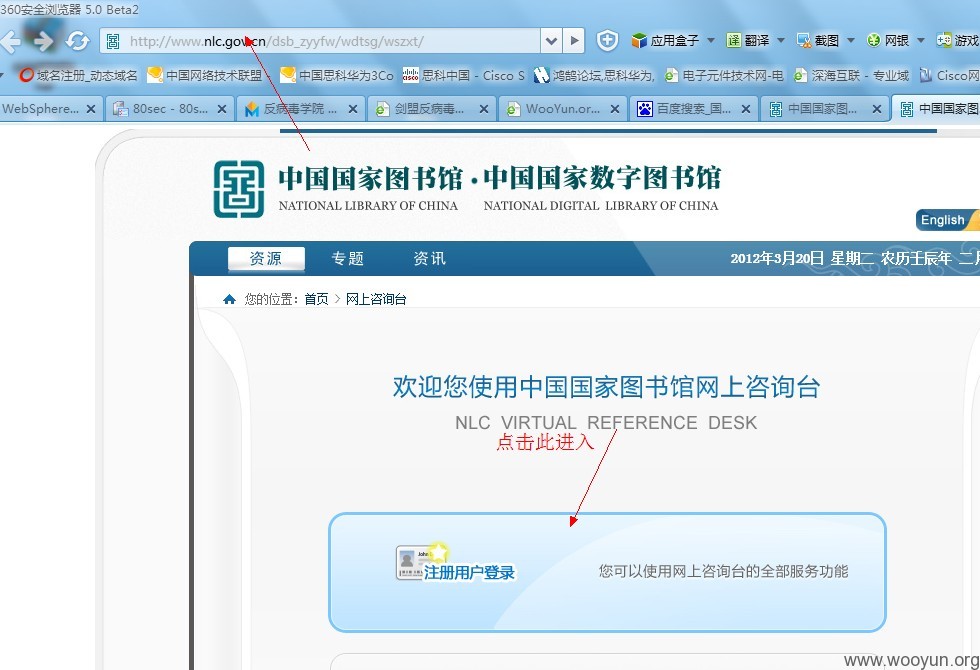 360安全浏览器 5.0 Beta2
http://www.nlc.gov.cn/dsb_zyyfw/wdtsg/wszxt/ 应用盒子 翻译 截图 网银 游戏
域名注册_动态域名 中国网络技术联盟 - 中国思科华为3Co 思科中国 - Cisco S 鸿鹄论坛,思科华为, 电子元件技术网-电 深海互联 - 专业域 Cisco网
WebSphere... 80sec - 80s... 反病毒学院 ... 剑盟反病毒... WooYun.or... 百度搜索_国... 中国国家图... 中国国家图
中国国家图书馆·中国国家数字图书馆
NATIONAL LIBRARY OF CHINA NATIONAL DIGITAL LIBRARY OF CHINA
English
资源 专题 资讯 2012年3月20日 星期二 农历壬辰年 二
您的位置：首页 > 网上咨询台
欢迎您使用中国国家图书馆网上咨询台
NLC VIRTUAL REFERENCE DESK
点击此进入
John
注册用户登录 您可以使用网上咨询台的全部服务功能
www.wooyun.org